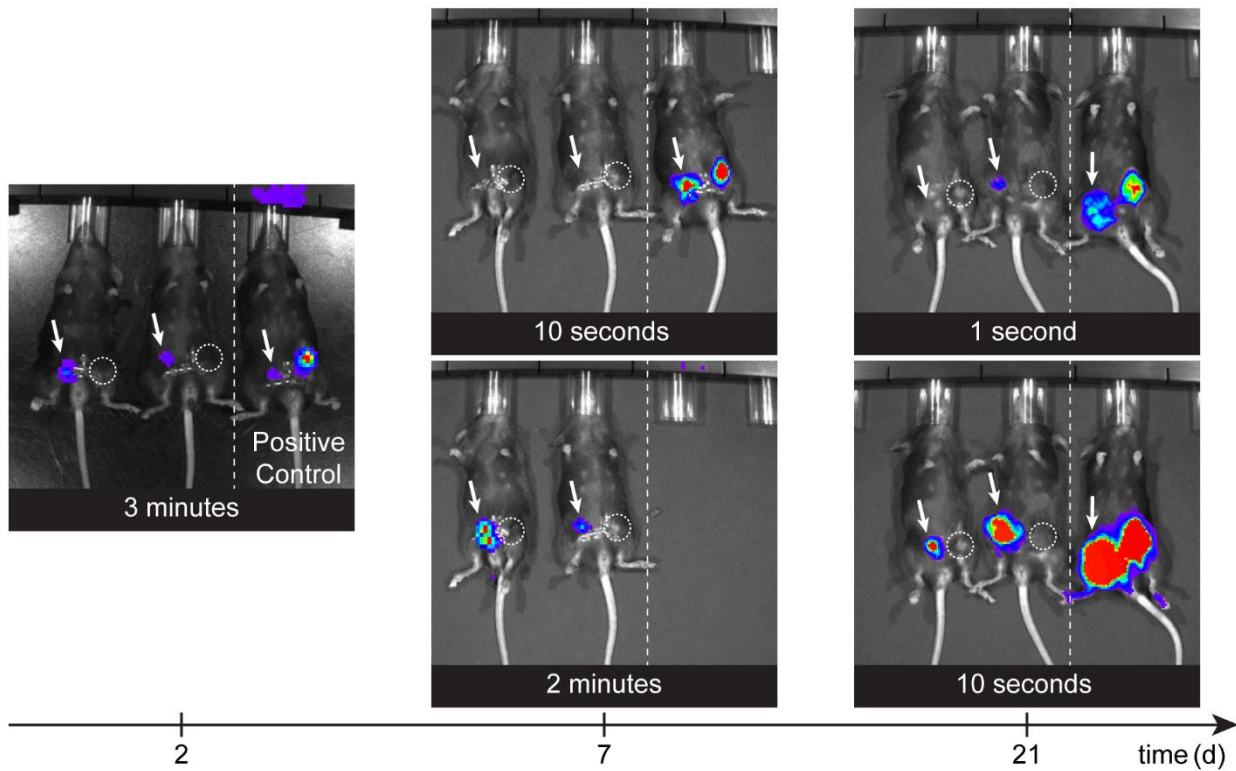 Positive
Control
3 minutes
10 seconds
2 minutes
1 second
10 seconds
2
7
21
time (d)